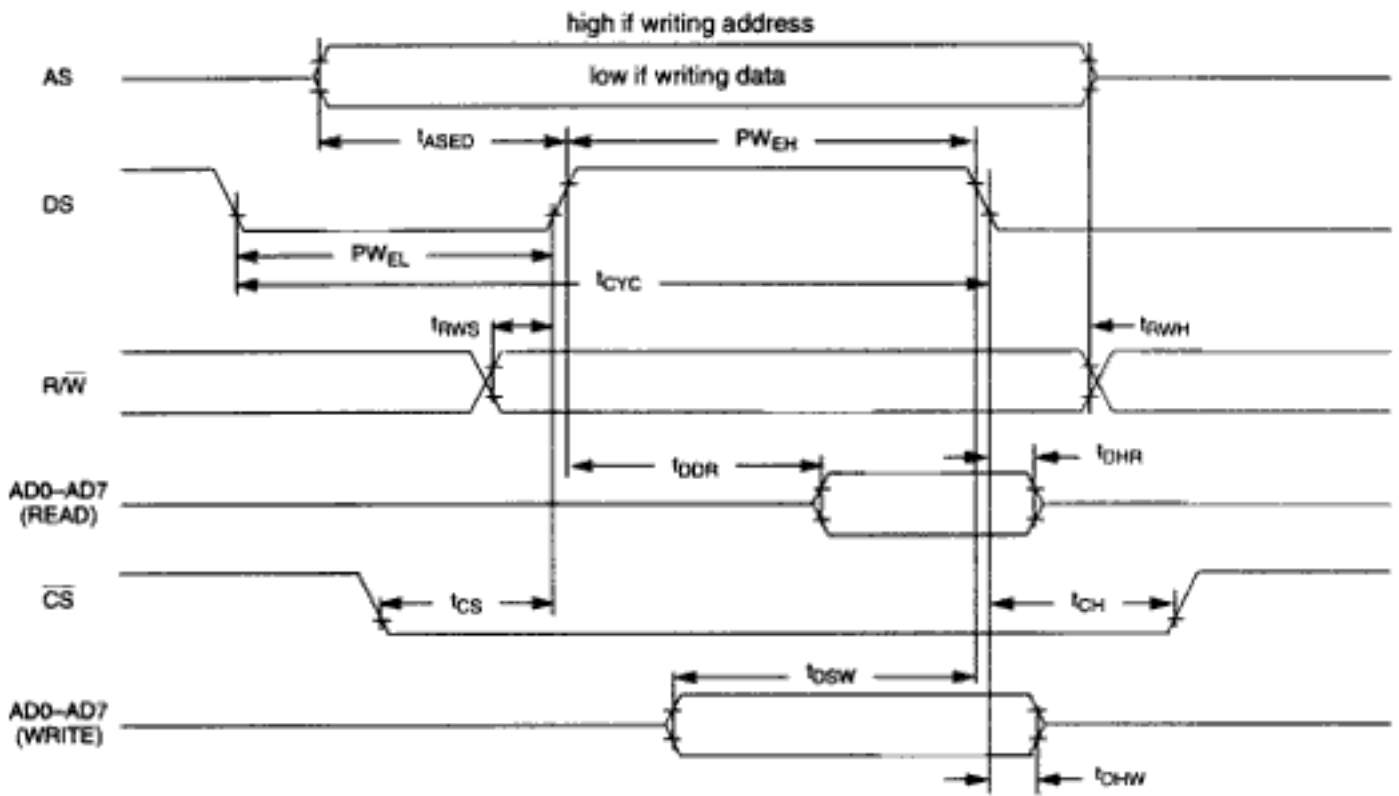 high if writing address
AS
low if writing data
tASED
PWEH
DS
PWEL
tCYC
tRWS
tRWH
R/W̅
tDDR
tDHR
AD0–AD7
(READ)
C̅S̅
tCS
tCH
tDSW
AD0–AD7
(WRITE)
tDHW